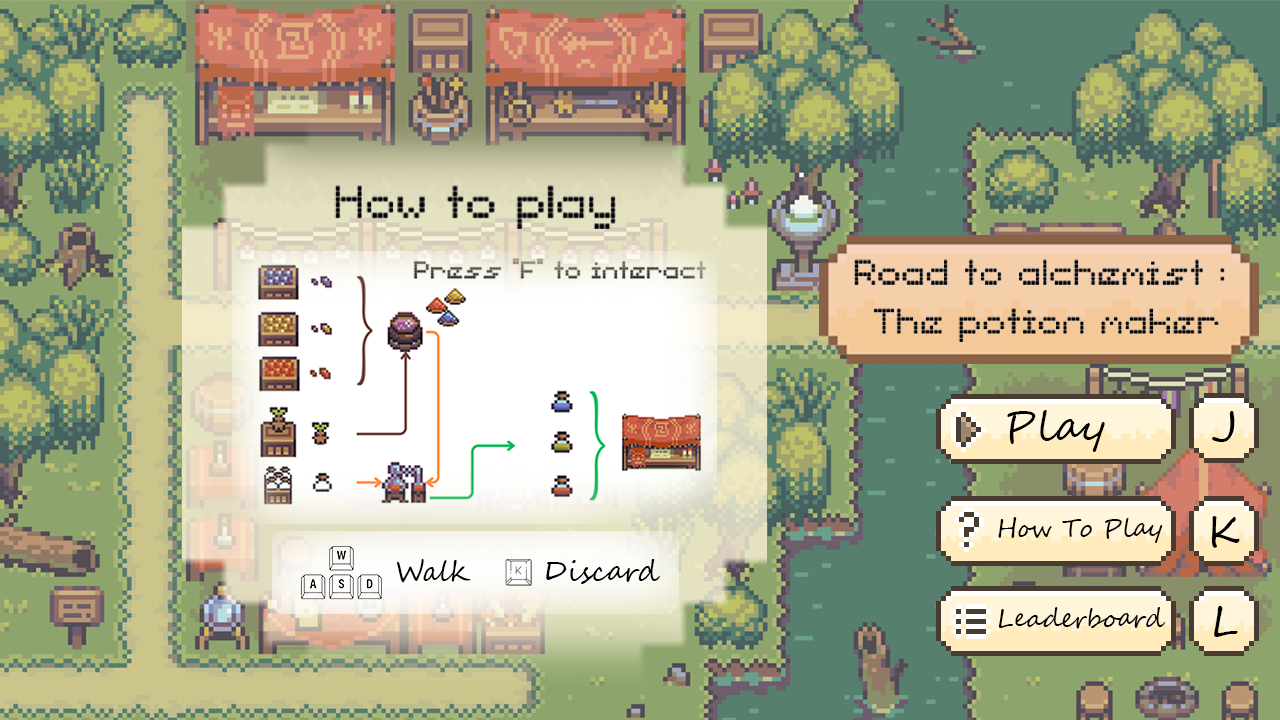 How to play
Press "F" to interact
W
A S D
Walk
K
Discard
Road to alchemist :
The potion maker
Play
J
How To Play
K
Leaderboard
L